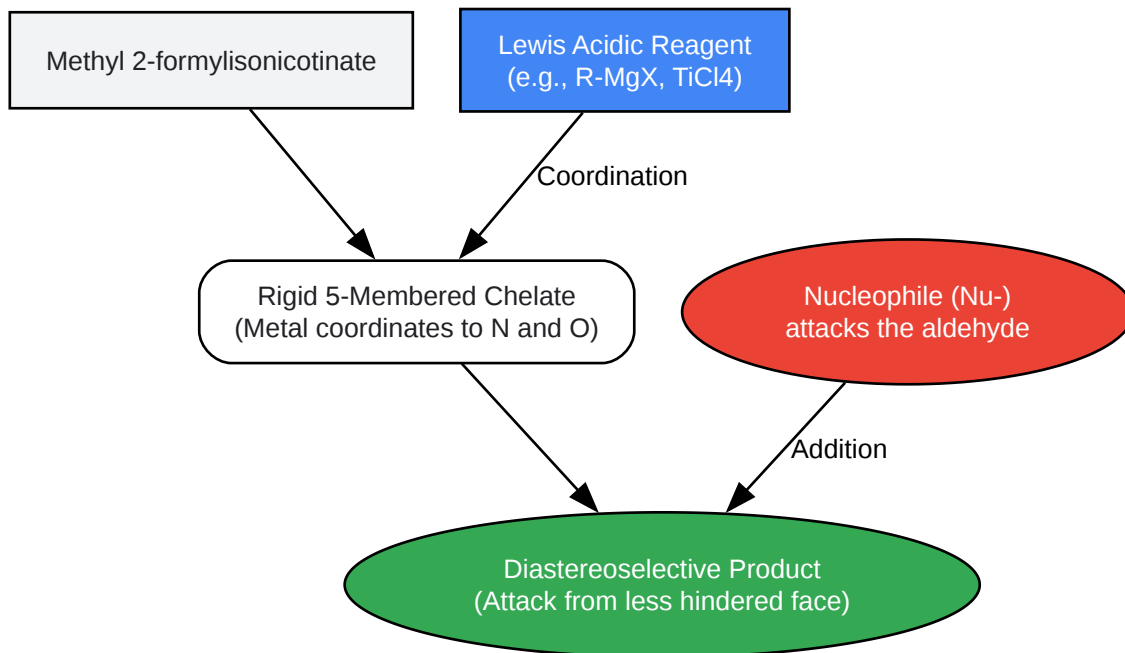 Methyl 2-formylisonicotinate
Lewis Acidic Reagent
(e.g., R-MgX, TiCl4)
Coordination
Rigid 5-Membered Chelate
(Metal coordinates to N and O)
Nucleophile (Nu-)
attacks the aldehyde
Addition
Diastereoselective Product
(Attack from less hindered face)